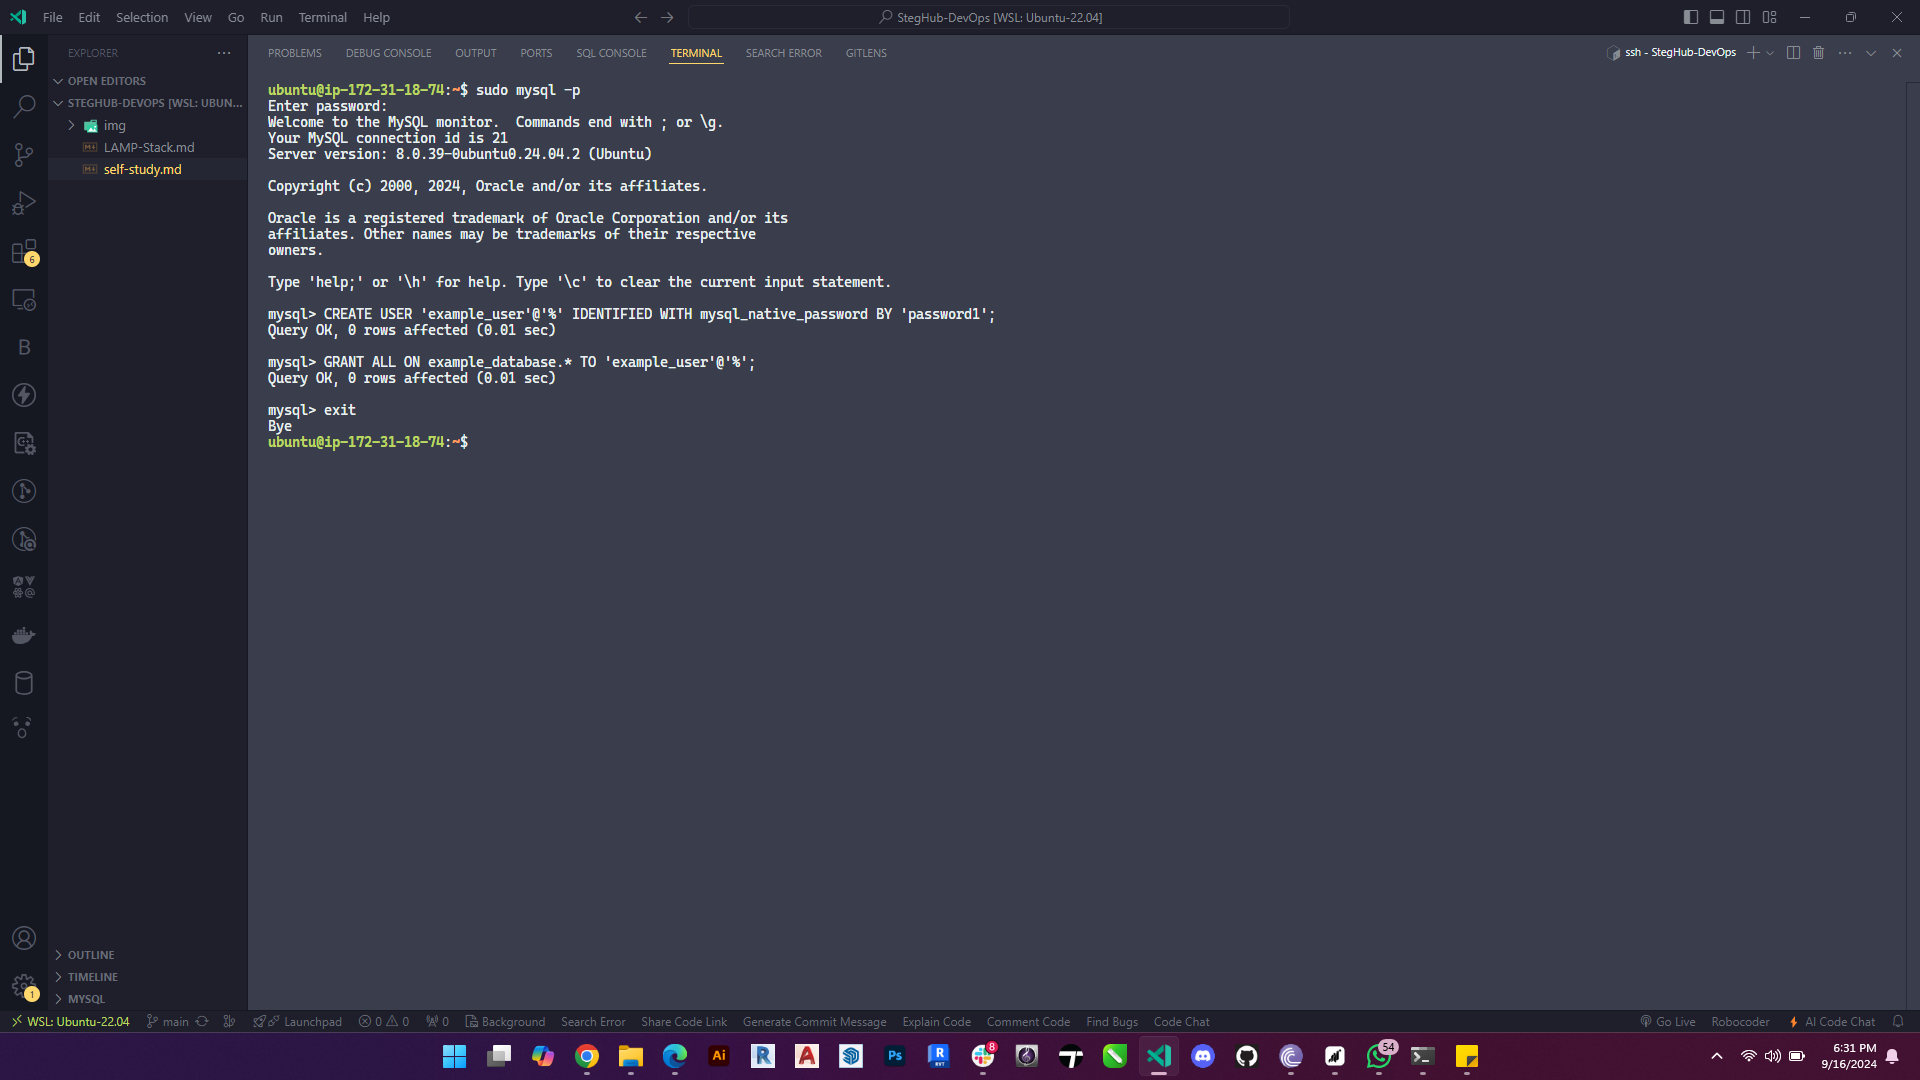 File Edit Selection View Go Run Terminal Help
StegHub-DevOps [WSL: Ubuntu-22.04]
EXPLORER
OPEN EDITORS
STEGHUB-DEVOPS [WSL: UBUN...
img
LAMP-Stack.md
self-study.md
OUTLINE
TIMELINE
MYSQL
6
B
1
PROBLEMS DEBUG CONSOLE OUTPUT PORTS SQL CONSOLE TERMINAL SEARCH ERROR GITLENS
ssh - StegHub-DevOps
ubuntu@ip-172-31-18-74:~$ sudo mysql -p
Enter password:
Welcome to the MySQL monitor.  Commands end with ; or \g.
Your MySQL connection id is 21
Server version: 8.0.39-0ubuntu0.24.04.2 (Ubuntu)
Copyright (c) 2000, 2024, Oracle and/or its affiliates.
Oracle is a registered trademark of Oracle Corporation and/or its
affiliates. Other names may be trademarks of their respective
owners.
Type 'help;' or '\h' for help. Type '\c' to clear the current input statement.
mysql> CREATE USER 'example_user'@'%' IDENTIFIED WITH mysql_native_password BY 'password1';
Query OK, 0 rows affected (0.01 sec)
mysql> GRANT ALL ON example_database.* TO 'example_user'@'%';
Query OK, 0 rows affected (0.01 sec)
mysql> exit
Bye
ubuntu@ip-172-31-18-74:~$
WSL: Ubuntu-22.04 main Launchpad 0 0 0 Background Search Error Share Code Link Generate Commit Message Explain Code Comment Code Find Bugs Code Chat Go Live Robocoder AI Code Chat
Ai R A Ps R RVT 8 54
6:31 PM
9/16/2024